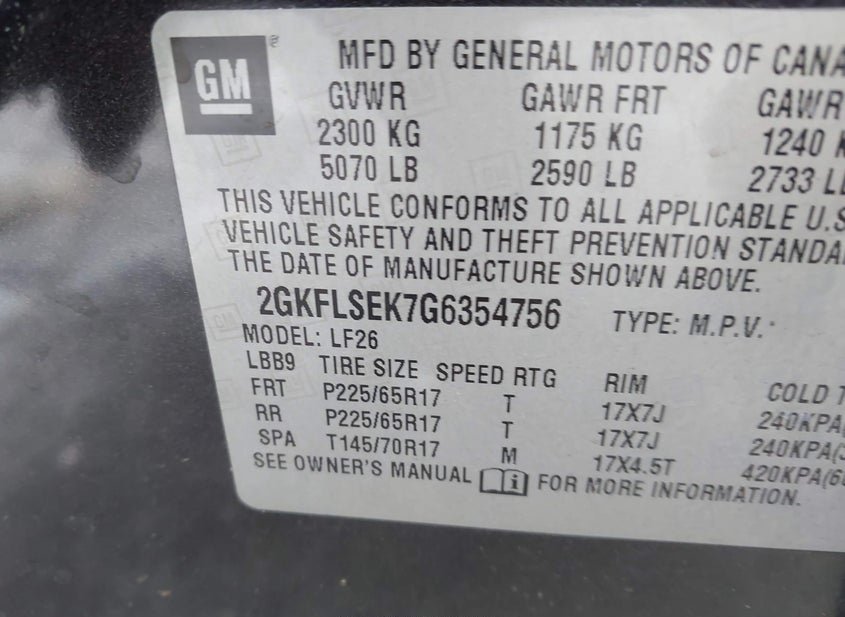 GM
MFD BY GENERAL MOTORS OF CANA
GVWR GAWR FRT GAWR
2300 KG 1175 KG 1240 K
5070 LB 2590 LB 2733 LB
THIS VEHICLE CONFORMS TO ALL APPLICABLE U.S
VEHICLE SAFETY AND THEFT PREVENTION STANDA
THE DATE OF MANUFACTURE SHOWN ABOVE.
2GKFLSEK7G6354756 TYPE: M.P.V.
MODEL: LF26
LBB9 TIRE SIZE SPEED RTG RIM COLD T
FRT P225/65R17 T 17X7J 240KPA(
RR P225/65R17 T 17X7J 240KPA(3
SPA T145/70R17 M 17X4.5T 420KPA(60
SEE OWNER'S MANUAL i FOR MORE INFORMATION.